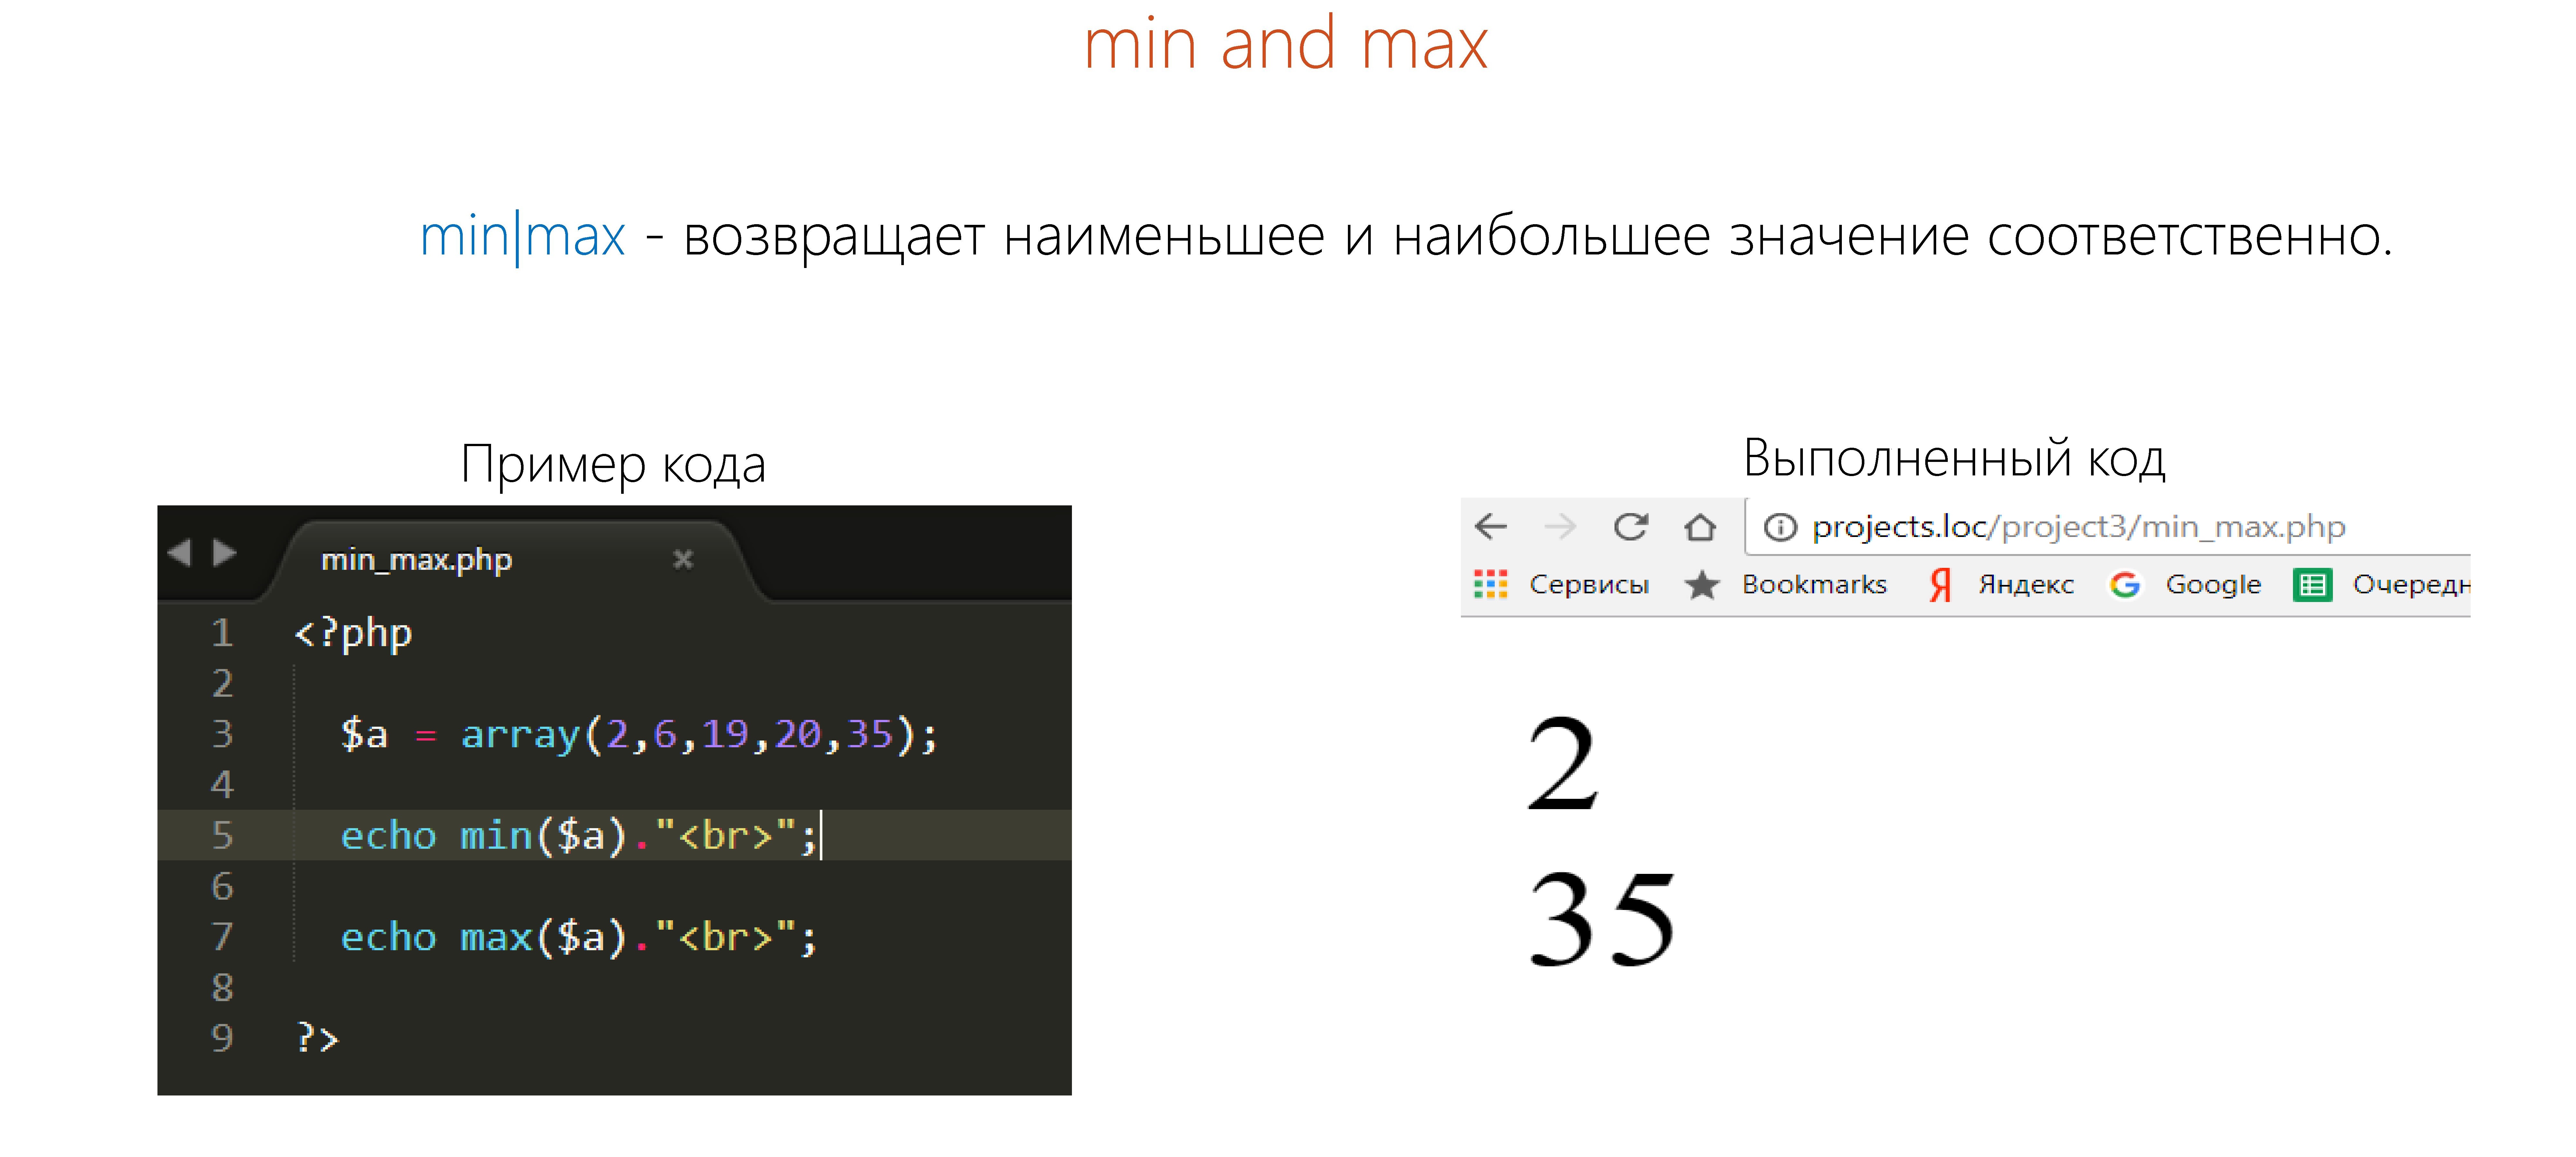 min and max
min|max - возвращает наименьшее и наибольшее значение соответственно.
Пример кода
min_max.php
1 <?php
2
3 $a = array(2,6,19,20,35);
4
5 echo min($a)."<br>";
6
7 echo max($a)."<br>";
8
9 ?>
Выполненный код
projects.loc/project3/min_max.php
Сервисы Bookmarks Я Яндекс G Google Очередн
2
35